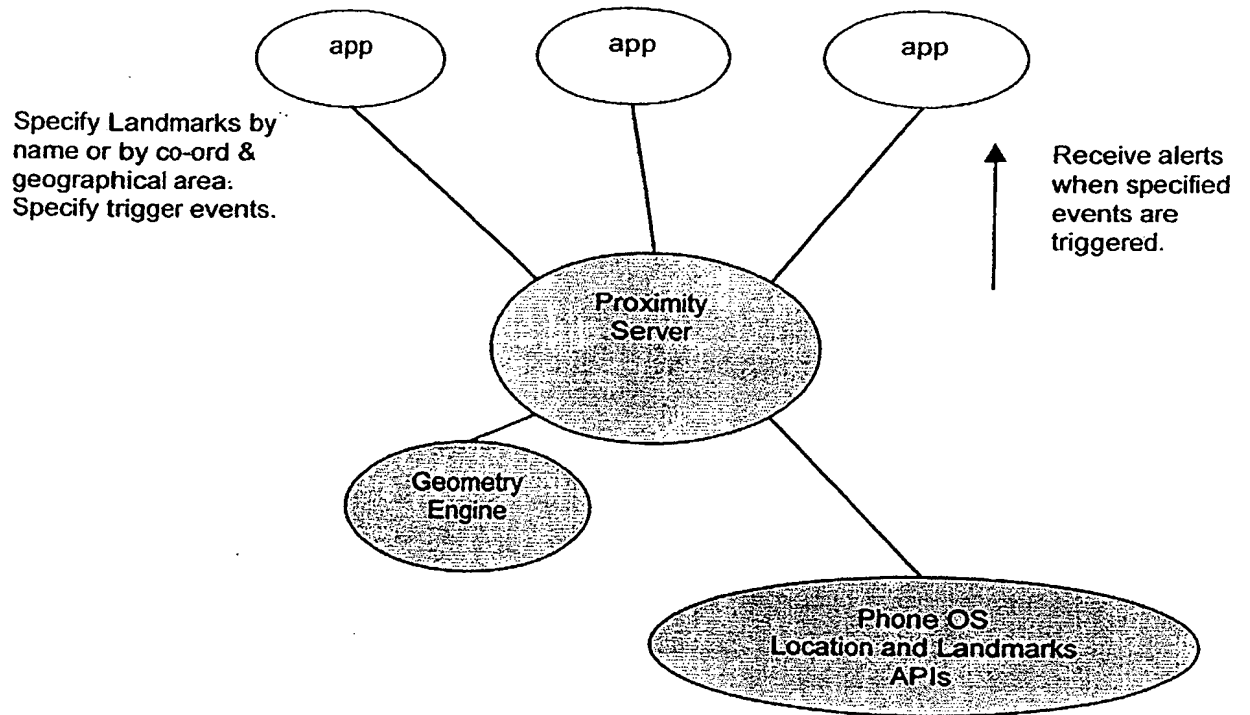 app
app
app
Specify Landmarks by
name or by co-ord &
geographical area.
Specify trigger events.
Receive alerts
when specified
events are
triggered.
Proximity
Server
Geometry
Engine
Phone OS
Location and Landmarks
APIs